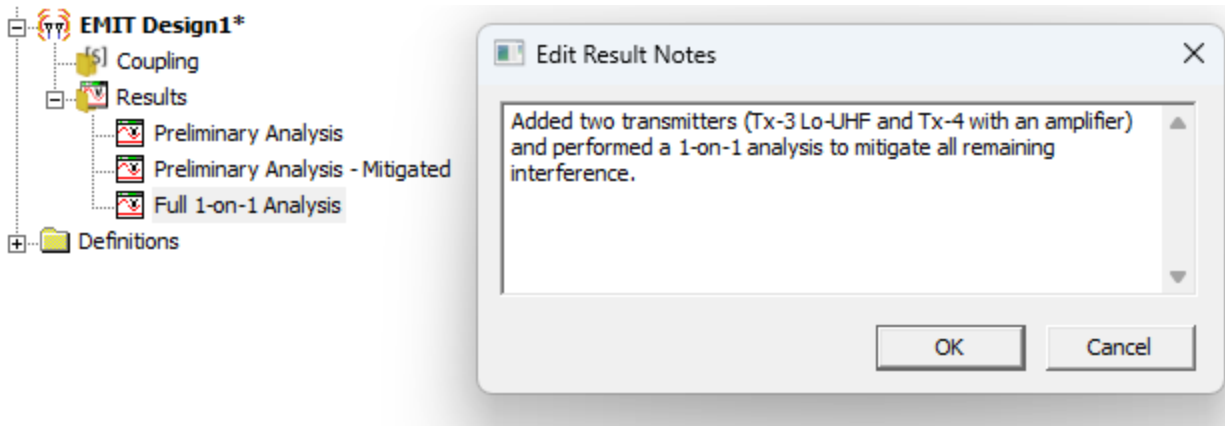 EMIT Design1*
[S] Coupling
Results
Preliminary Analysis
Preliminary Analysis - Mitigated
Full 1-on-1 Analysis
Definitions
Edit Result Notes
Added two transmitters (Tx-3 Lo-UHF and Tx-4 with an amplifier)
and performed a 1-on-1 analysis to mitigate all remaining
interference.
OK
Cancel